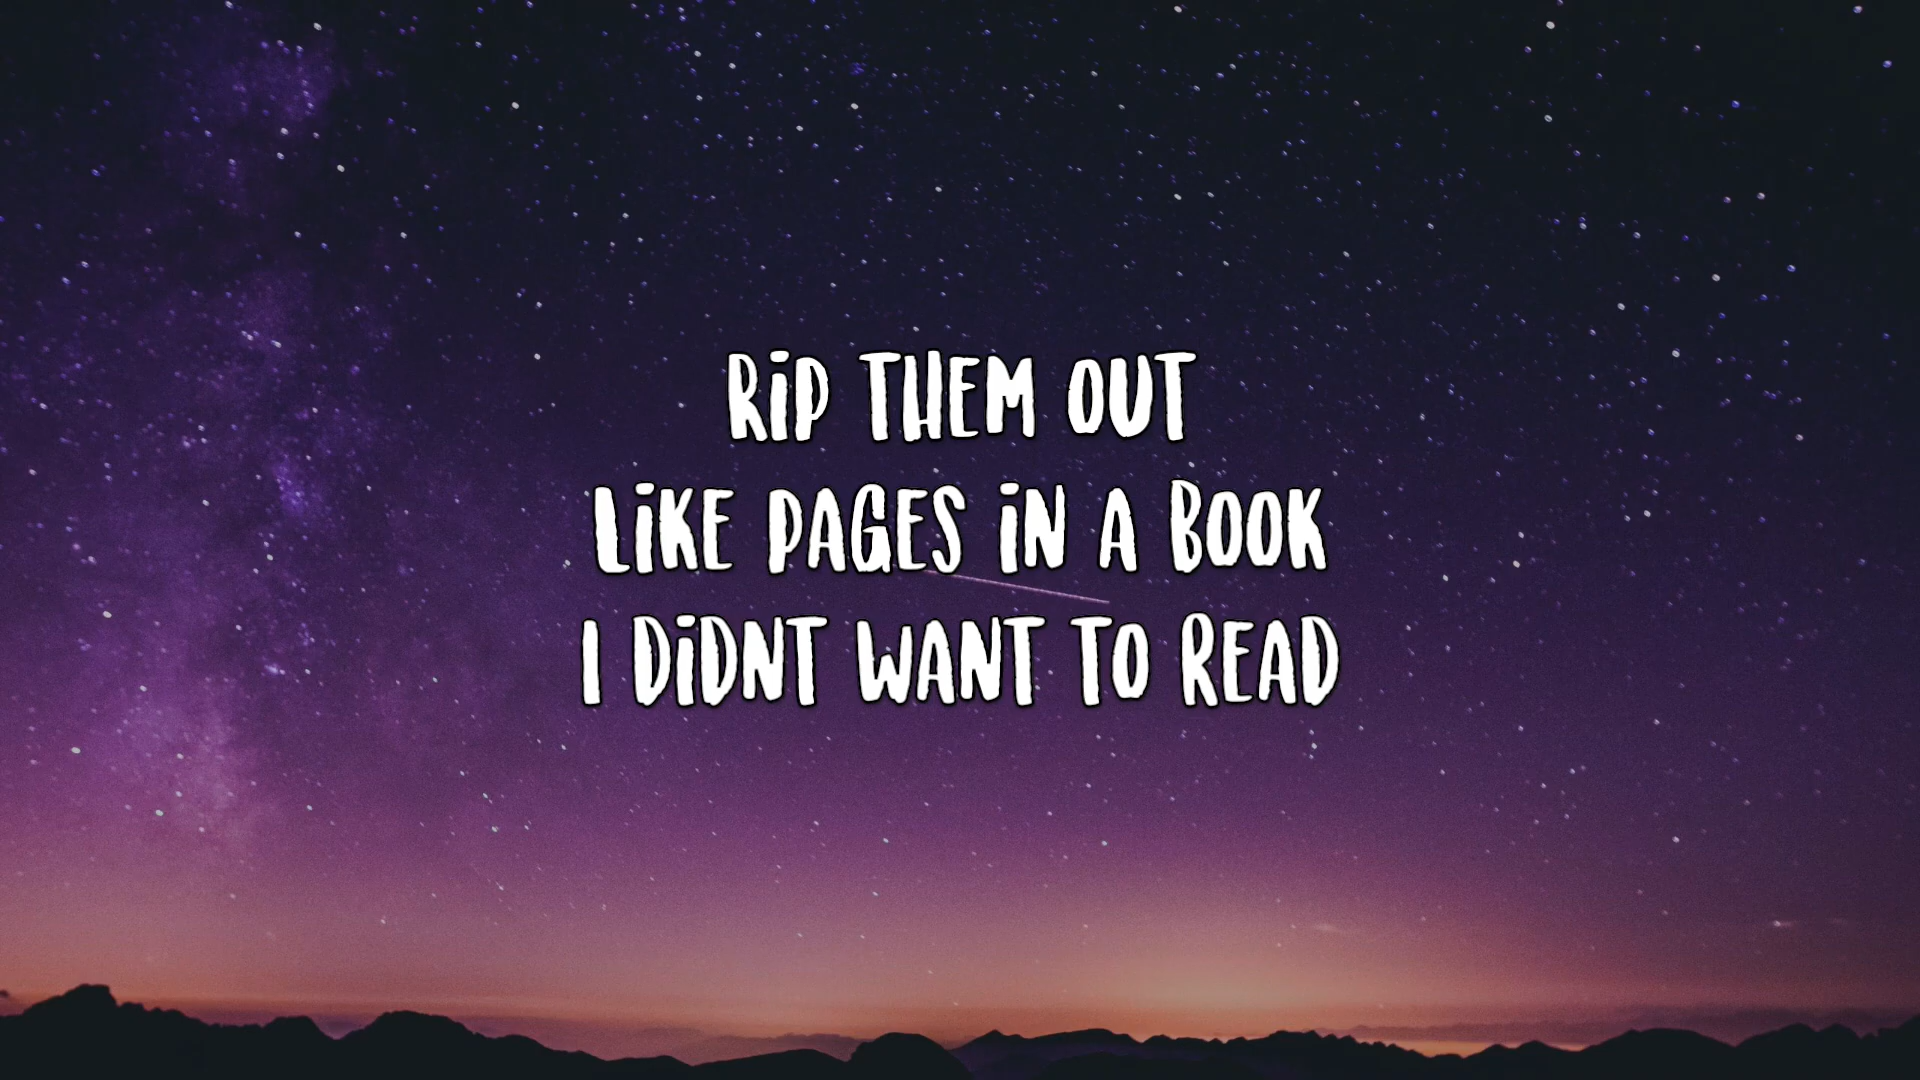 RiP THEM OUT
LiKE PAGES iN A BOOK
I DiDNT WANT TO READ